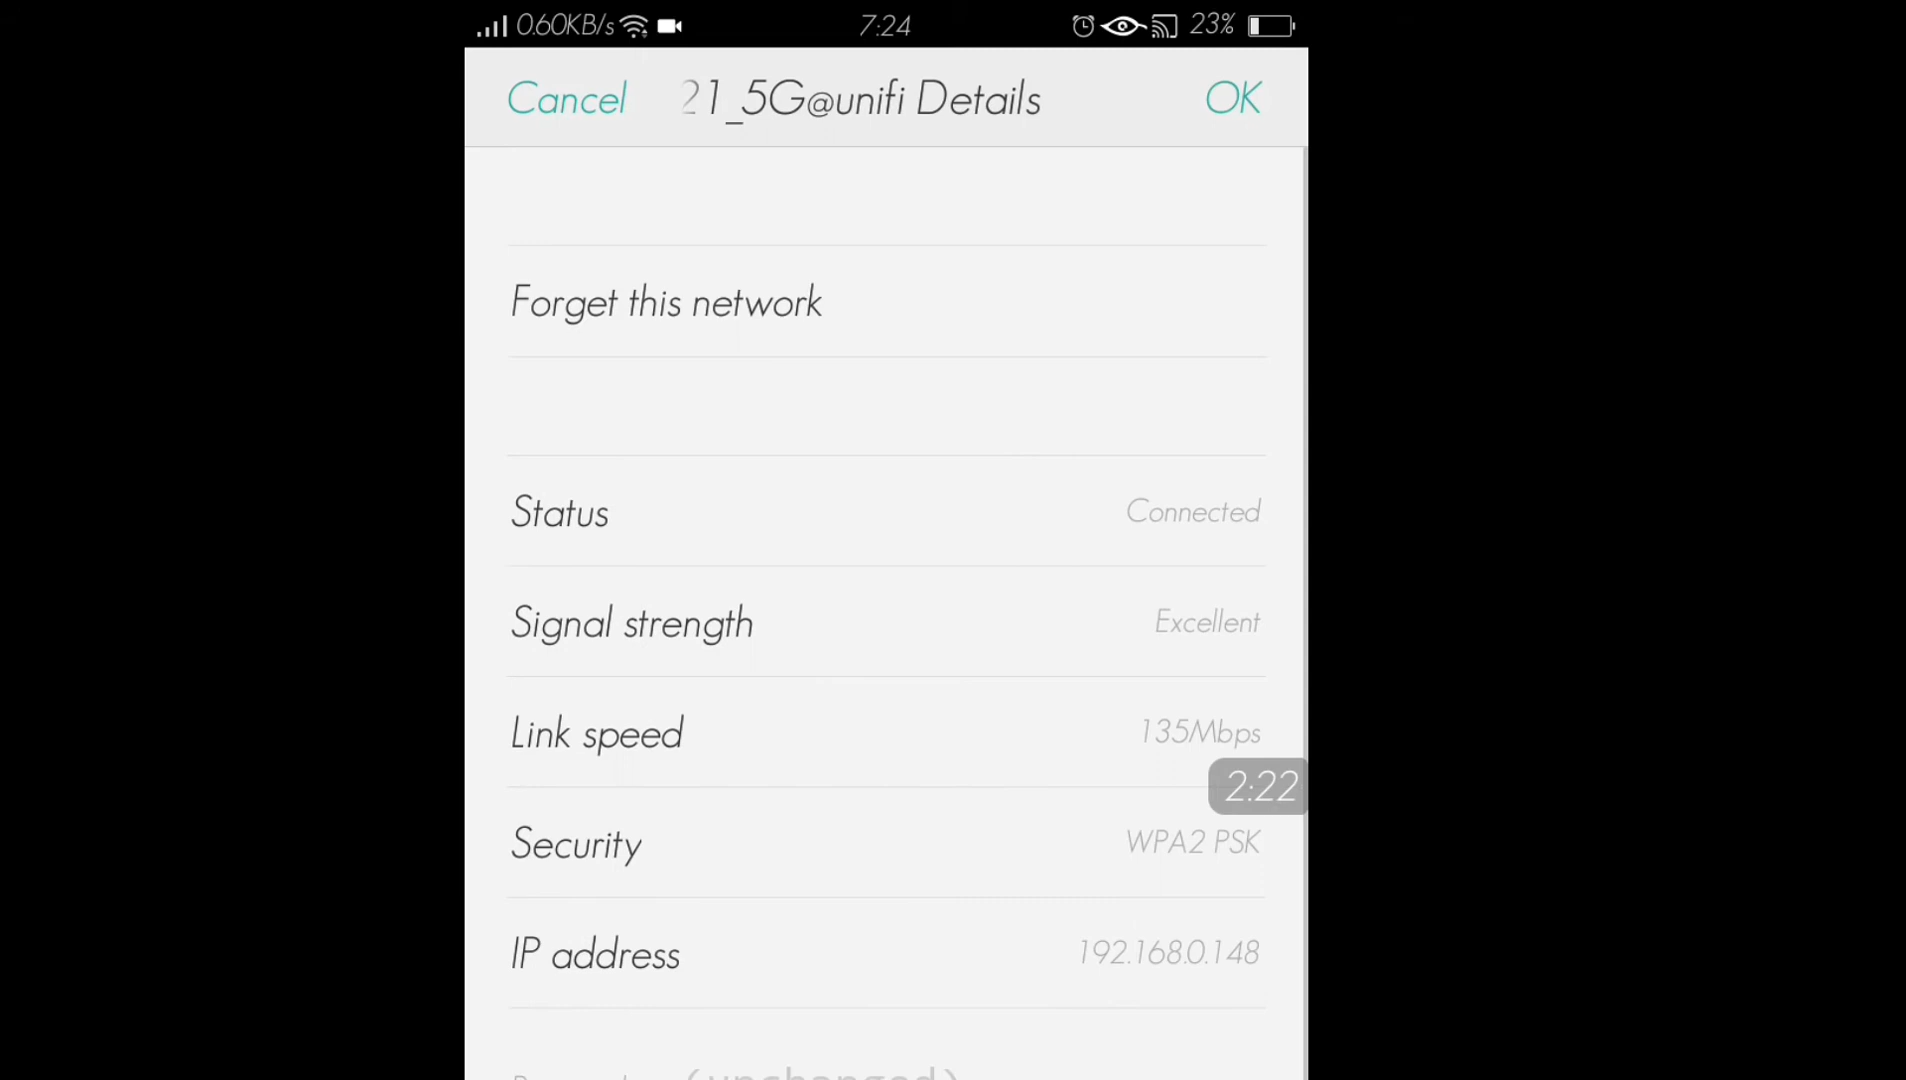 0.60KB/s 7:24 23%
Cancel 21_5G@unifi Details OK
Forget this network
Status Connected
Signal strength Excellent
Link speed 135Mbps
2:22
Security WPA2 PSK
IP address 192.168.0.148
(unchanged)